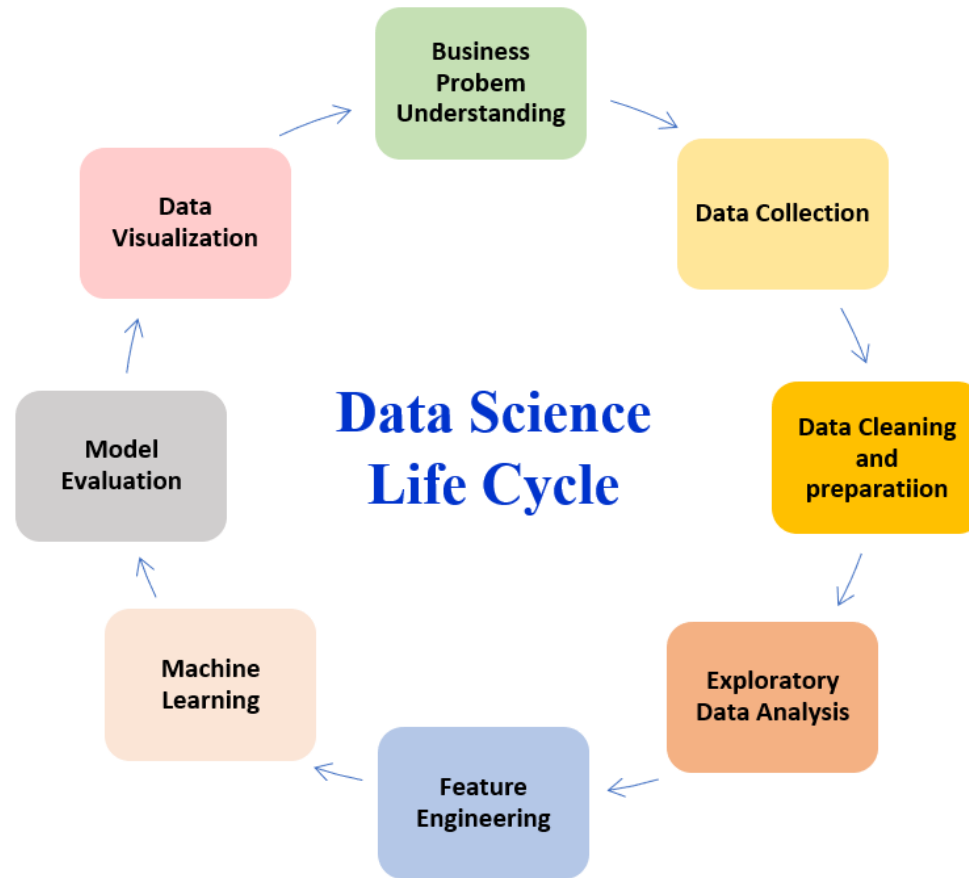 Business
Probem
Understanding
Data Collection
Data Cleaning
and
preparatiion
Exploratory
Data Analysis
Feature
Engineering
Machine
Learning
Model
Evaluation
Data
Visualization
Data Science
Life Cycle